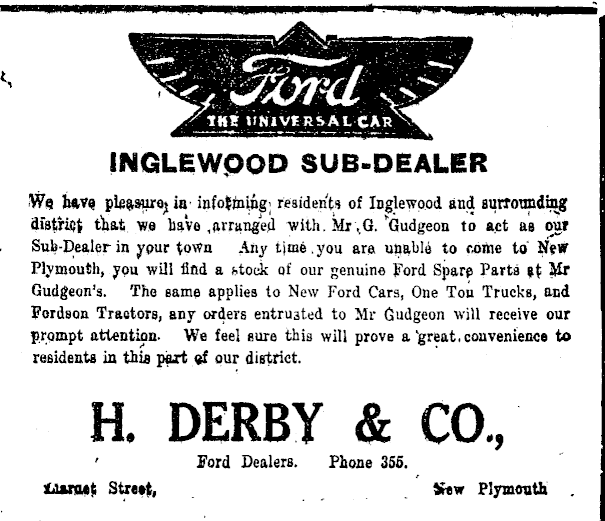 Ford
THE UNIVERSAL CAR
INGLEWOOD SUB-DEALER
We have pleasure in informing residents of Inglewood and surrounding
district that we have arranged with Mr G. Gudgeon to act as our
Sub-Dealer in your town Any time you are unable to come to New
Plymouth, you will find a stock of our genuine Ford Spare Parts at Mr
Gudgeon's. The same applies to New Ford Cars, One Ton Trucks, and
Fordson Tractors, any orders entrusted to Mr Gudgeon will receive our
prompt attention. We feel sure this will prove a great convenience to
residents in this part of our district.
H. DERBY & CO.,
Ford Dealers. Phone 355.
Street,
New Plymouth